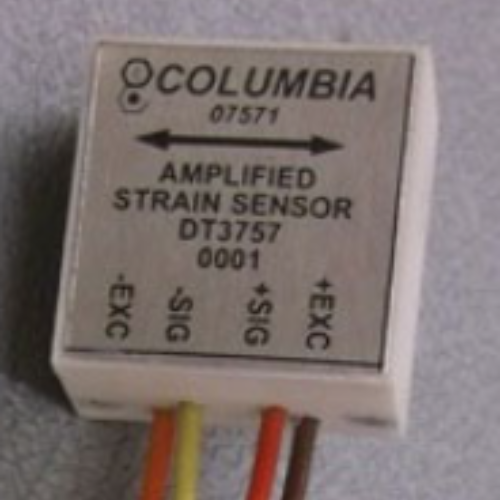 COLUMBIA
07571
AMPLIFIED
STRAIN SENSOR
DT3757
0001
-EXC -SIG +SIG +EXC